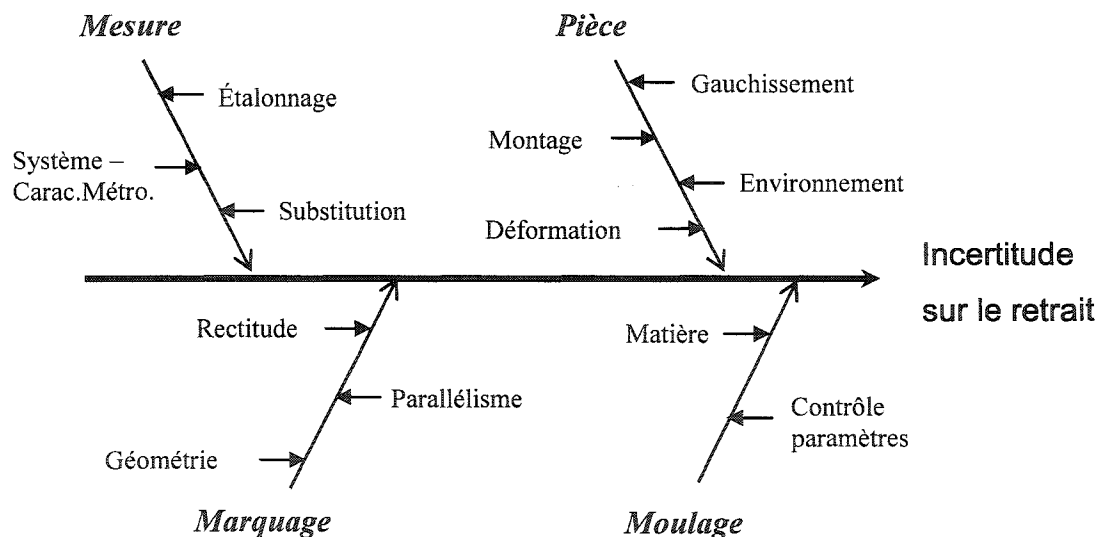 Mesure
Pièce
Étalonnage
Gauchissement
Système –
Carac.Métro.
Montage
Substitution
Environnement
Déformation
Incertitude
sur le retrait
Rectitude
Matière
Parallélisme
Contrôle
paramètres
Géométrie
Marquage
Moulage